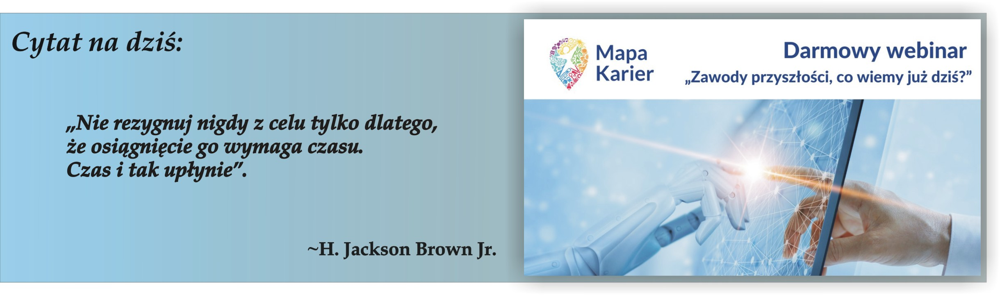 Cytat na dziś:
„Nie rezygnuj nigdy z celu tylko dlatego,
że osiągnięcie go wymaga czasu.
Czas i tak upłynie”.
~H. Jackson Brown Jr.
Mapa
Karier
Darmowy webinar
„Zawody przyszłości, co wiemy już dziś?”